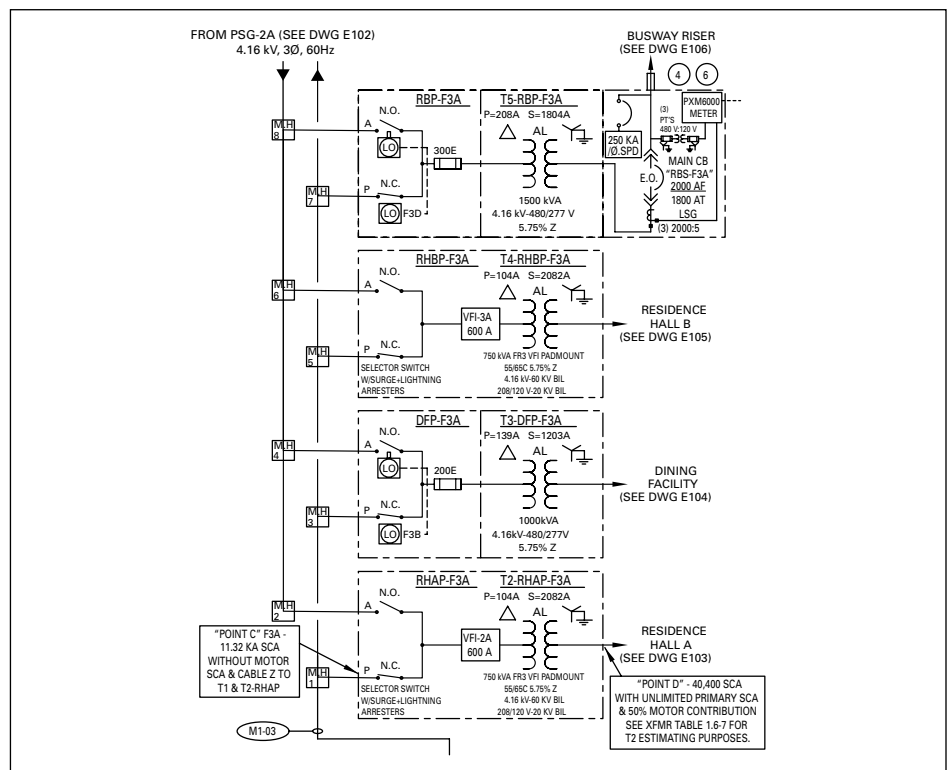 FROM PSG-2A (SEE DWG E102)
4.16 kV, 3Ø, 60Hz
BUSWAY RISER
(SEE DWG E106)
4
6
RBP-F3A
T5-RBP-F3A
N.O.
P=208A S=1804A
AL
A
LO
300E
M.H
8
N.C.
P
LO
F3D
M.H
7
1500 kVA
4.16 kV-480/277 V
5.75% Z
250 KA
/Ø.SPD
(3)
PT'S
480 V:120 V
PXM6000
METER
E.O.
MAIN CB
"RBS-F3A"
2000 AF
1800 AT
LSG
(3) 2000:5
RHBP-F3A
T4-RHBP-F3A
N.O.
P=104A S=2082A
AL
A
M.H
6
VFI-3A
600 A
N.C.
P
M.H
5
SELECTOR SWITCH
W/SURGE+LIGHTNING
ARRESTERS
750 kVA FR3 VFI PADMOUNT
55/65C 5.75% Z
4.16 kV-60 KV BIL
208/120 V-20 KV BIL
RESIDENCE
HALL B
(SEE DWG E105)
DFP-F3A
T3-DFP-F3A
N.O.
P=139A S=1203A
AL
A
LO
200E
M.H
4
N.C.
P
LO
F3B
M.H
3
1000kVA
4.16kV-480/277V
5.75% Z
DINING
FACILITY
(SEE DWG E104)
RHAP-F3A
T2-RHAP-F3A
N.O.
P=104A S=2082A
AL
A
M.H
2
VFI-2A
600 A
N.C.
P
M.H
1
SELECTOR SWITCH
W/SURGE+LIGHTNING
ARRESTERS
750 kVA FR3 VFI PADMOUNT
55/65C 5.75% Z
4.16 kV-60 KV BIL
208/120 V-20 KV BIL
RESIDENCE
HALL A
(SEE DWG E103)
"POINT C" F3A -
11.32 KA SCA
WITHOUT MOTOR
SCA & CABLE Z TO
T1 & T2-RHAP
"POINT D" - 40,400 SCA
WITH UNLIMITED PRIMARY SCA
& 50% MOTOR CONTRIBUTION
SEE XFMR TABLE 1.6-7 FOR
T2 ESTIMATING PURPOSES.
M1-03